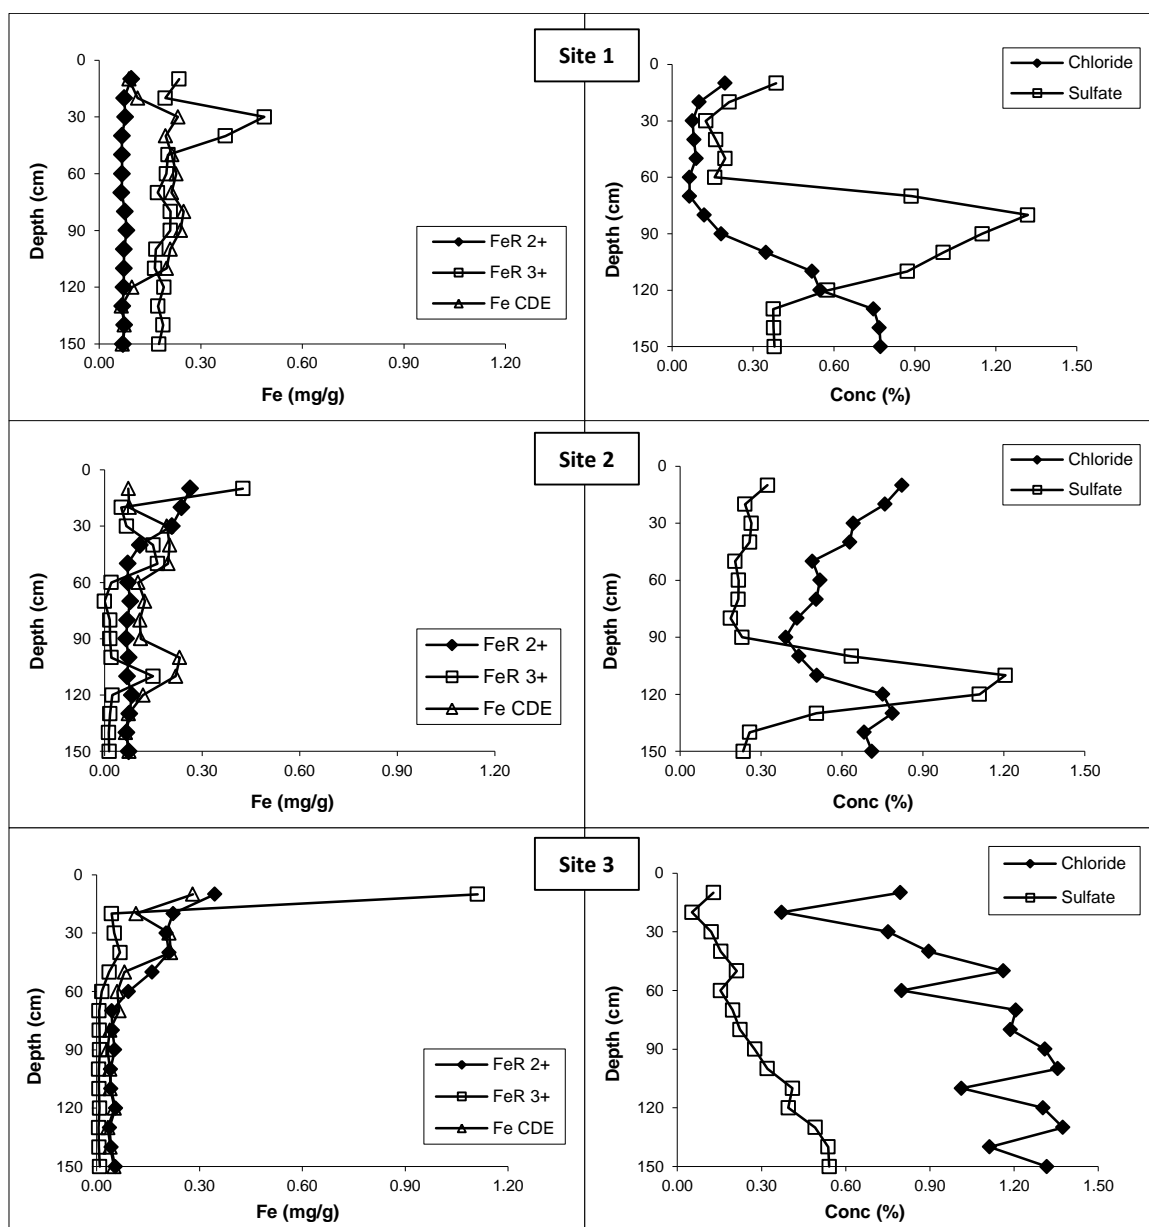 Site 1
0
30
60
90
120
150
0.00 0.30 0.60 0.90 1.20
Depth (cm)
Fe (mg/g)
FeR 2+
FeR 3+
Fe CDE
0
30
60
90
120
150
0.00 0.30 0.60 0.90 1.20 1.50
Depth (cm)
Conc (%)
Chloride
Sulfate
Site 2
0
30
60
90
120
150
0.00 0.30 0.60 0.90 1.20
Depth (cm)
Fe (mg/g)
FeR 2+
FeR 3+
Fe CDE
0
30
60
90
120
150
0.00 0.30 0.60 0.90 1.20 1.50
Depth (cm)
Conc (%)
Chloride
Sulfate
Site 3
0
30
60
90
120
150
0.00 0.30 0.60 0.90 1.20
Depth (cm)
Fe (mg/g)
FeR 2+
FeR 3+
Fe CDE
0
30
60
90
120
150
0.00 0.30 0.60 0.90 1.20 1.50
Depth (cm)
Conc (%)
Chloride
Sulfate